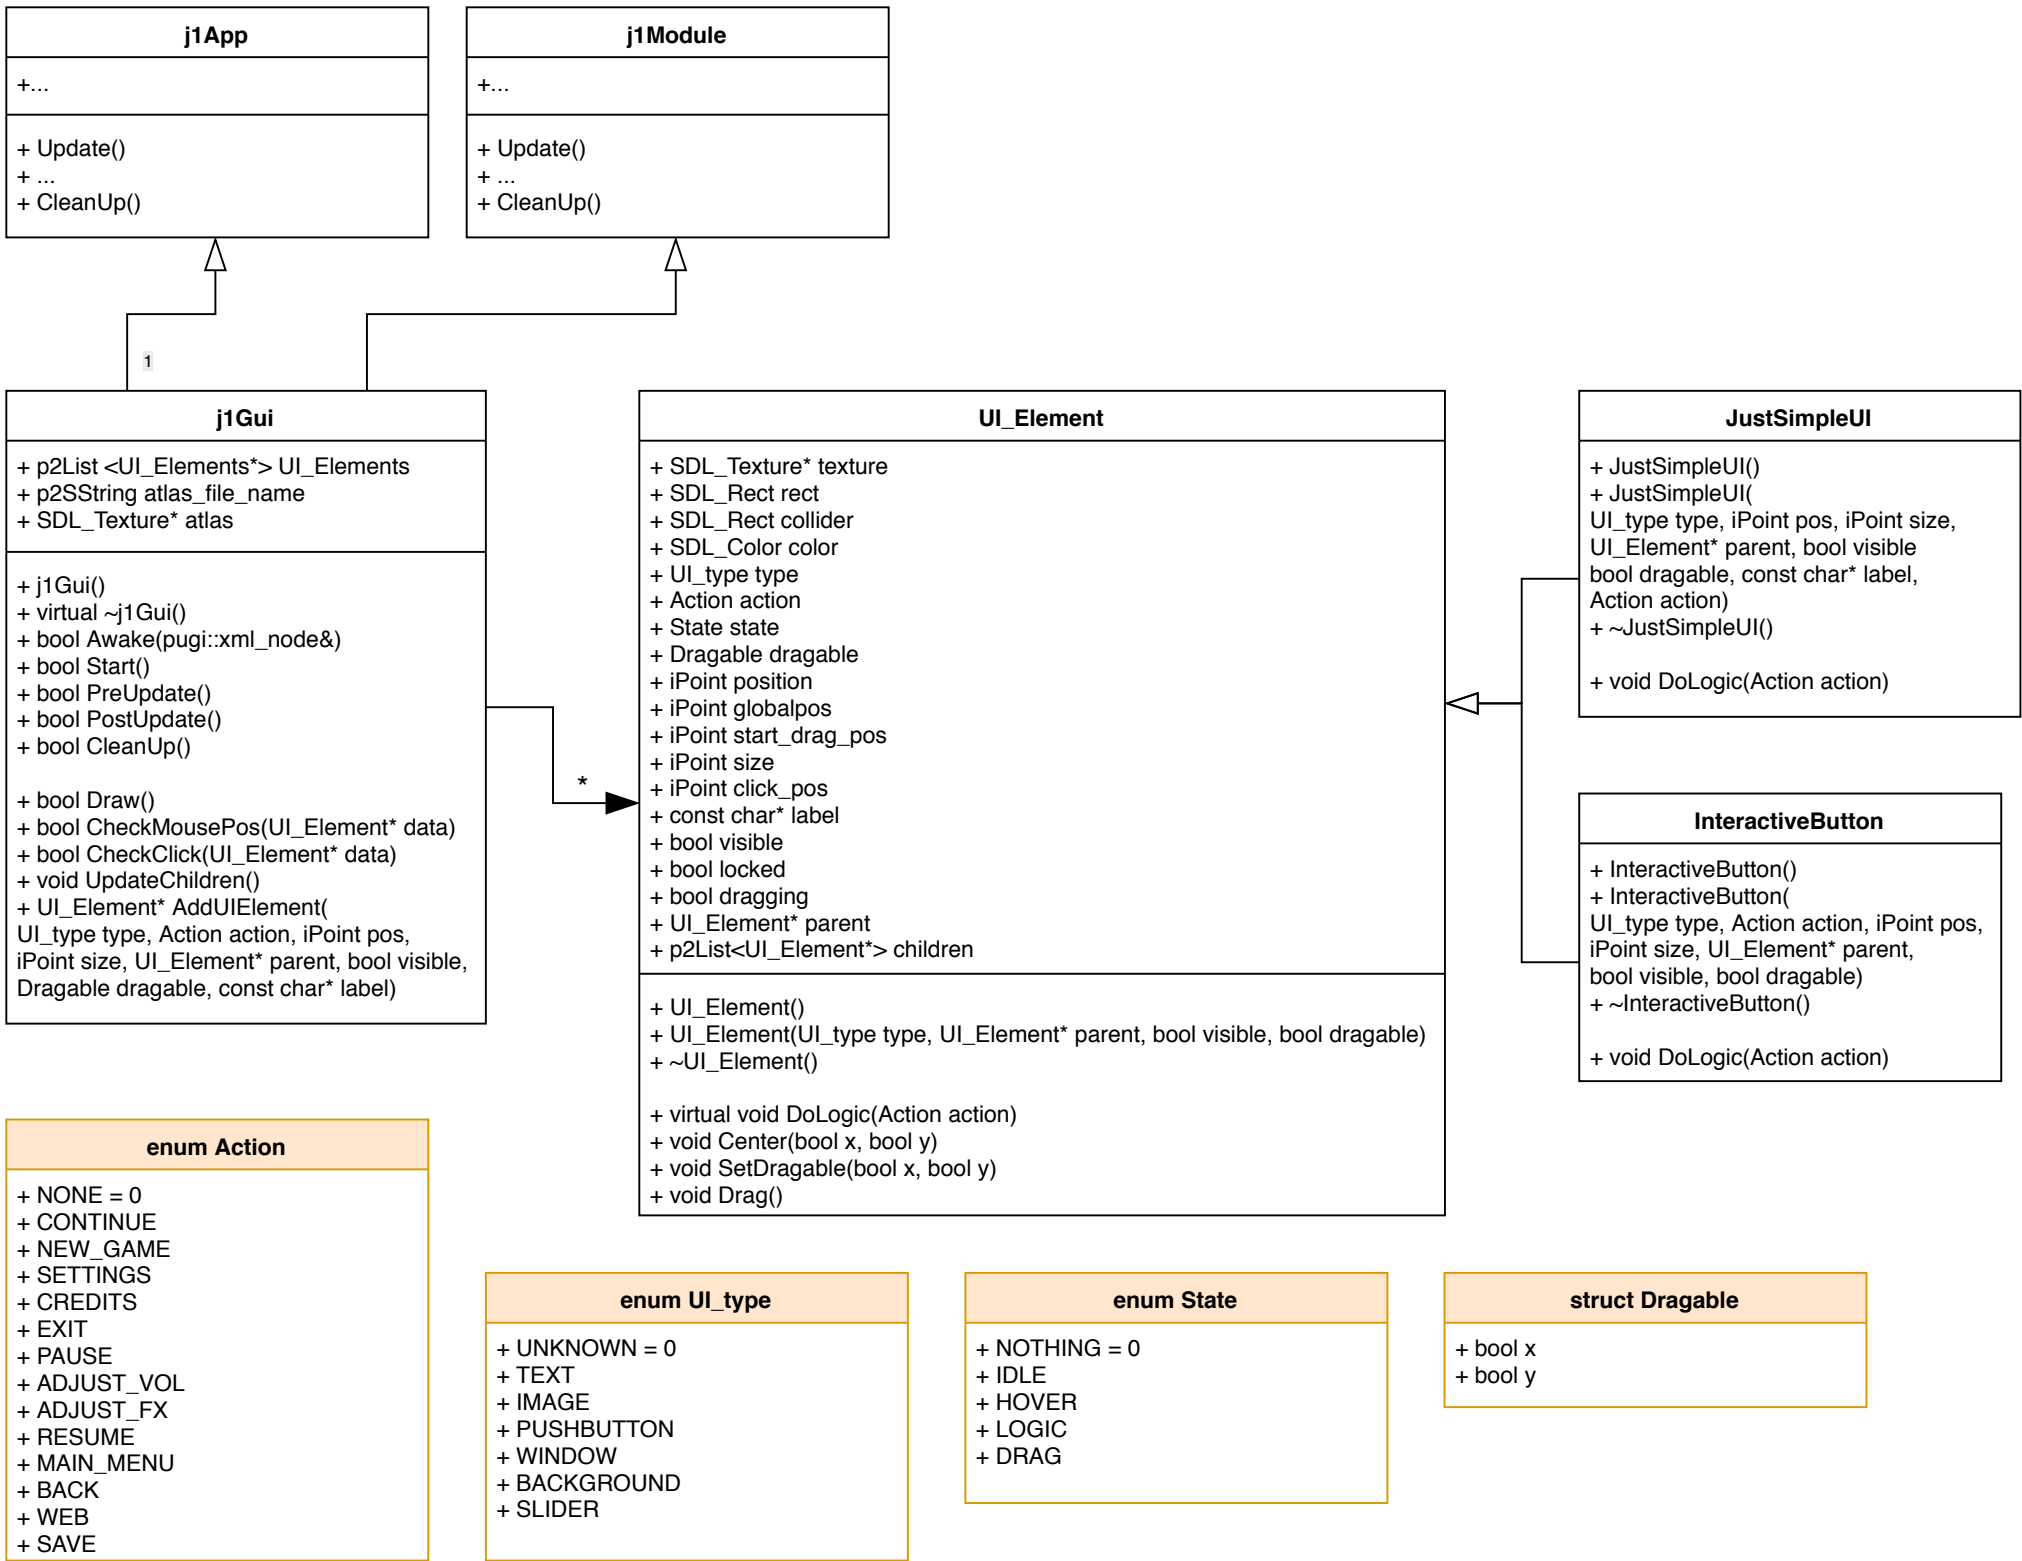 j1App
+...
+ Update()
+ ...
+ CleanUp()
j1Module
+...
+ Update()
+ ...
+ CleanUp()
1
j1Gui
+ p2List <UI_Elements*> UI_Elements
+ p2SString atlas_file_name
+ SDL_Texture* atlas
+ j1Gui()
+ virtual ~j1Gui()
+ bool Awake(pugi::xml_node&)
+ bool Start()
+ bool PreUpdate()
+ bool PostUpdate()
+ bool CleanUp()
+ bool Draw()
+ bool CheckMousePos(UI_Element* data)
+ bool CheckClick(UI_Element* data)
+ void UpdateChildren()
+ UI_Element* AddUIElement(
UI_type type, Action action, iPoint pos,
iPoint size, UI_Element* parent, bool visible,
Dragable dragable, const char* label)
*
UI_Element
+ SDL_Texture* texture
+ SDL_Rect rect
+ SDL_Rect collider
+ SDL_Color color
+ UI_type type
+ Action action
+ State state
+ Dragable dragable
+ iPoint position
+ iPoint globalpos
+ iPoint start_drag_pos
+ iPoint size
+ iPoint click_pos
+ const char* label
+ bool visible
+ bool locked
+ bool dragging
+ UI_Element* parent
+ p2List<UI_Element*> children
+ UI_Element()
+ UI_Element(UI_type type, UI_Element* parent, bool visible, bool dragable)
+ ~UI_Element()
+ virtual void DoLogic(Action action)
+ void Center(bool x, bool y)
+ void SetDragable(bool x, bool y)
+ void Drag()
JustSimpleUI
+ JustSimpleUI()
+ JustSimpleUI(
UI_type type, iPoint pos, iPoint size,
UI_Element* parent, bool visible
bool dragable, const char* label,
Action action)
+ ~JustSimpleUI()
+ void DoLogic(Action action)
InteractiveButton
+ InteractiveButton()
+ InteractiveButton(
UI_type type, Action action, iPoint pos,
iPoint size, UI_Element* parent,
bool visible, bool dragable)
+ ~InteractiveButton()
+ void DoLogic(Action action)
enum Action
+ NONE = 0
+ CONTINUE
+ NEW_GAME
+ SETTINGS
+ CREDITS
+ EXIT
+ PAUSE
+ ADJUST_VOL
+ ADJUST_FX
+ RESUME
+ MAIN_MENU
+ BACK
+ WEB
+ SAVE
enum UI_type
+ UNKNOWN = 0
+ TEXT
+ IMAGE
+ PUSHBUTTON
+ WINDOW
+ BACKGROUND
+ SLIDER
enum State
+ NOTHING = 0
+ IDLE
+ HOVER
+ LOGIC
+ DRAG
struct Dragable
+ bool x
+ bool y